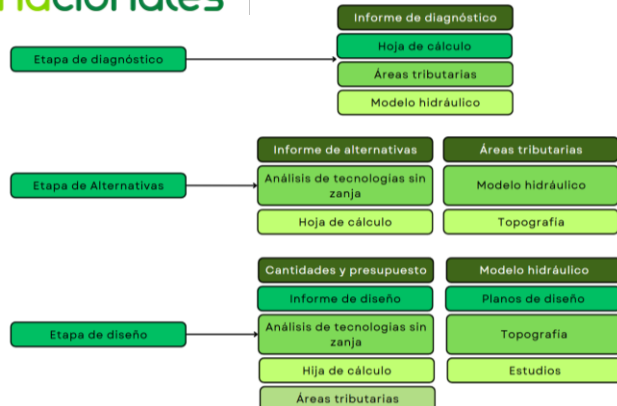 nacionales
Informe de diagnóstico
Etapa de diagnóstico
Hoja de cálculo
Áreas tributarias
Modelo hidráulico
Informe de alternativas
Áreas tributarias
Etapa de Alternativas
Análisis de tecnologías sin
zanja
Modelo hidráulico
Hoja de cálculo
Topografía
Cantidades y presupuesto
Modelo hidráulico
Informe de diseño
Planos de diseño
Etapa de diseño
Análisis de tecnologías sin
zanja
Topografía
Hija de cálculo
Estudios
Áreas tributarias